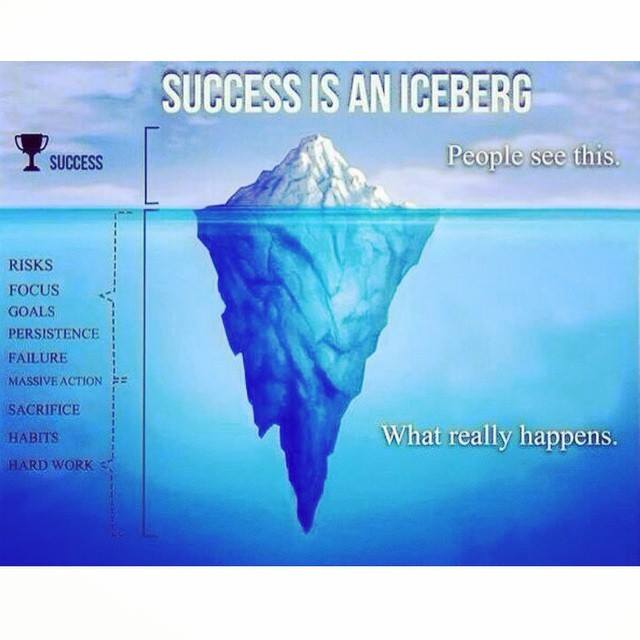 SUCCESS IS AN ICEBERG
SUCCESS
People see this.
RISKS
FOCUS
GOALS
PERSISTENCE
FAILURE
MASSIVE ACTION
SACRIFICE
HABITS
HARD WORK
What really happens.